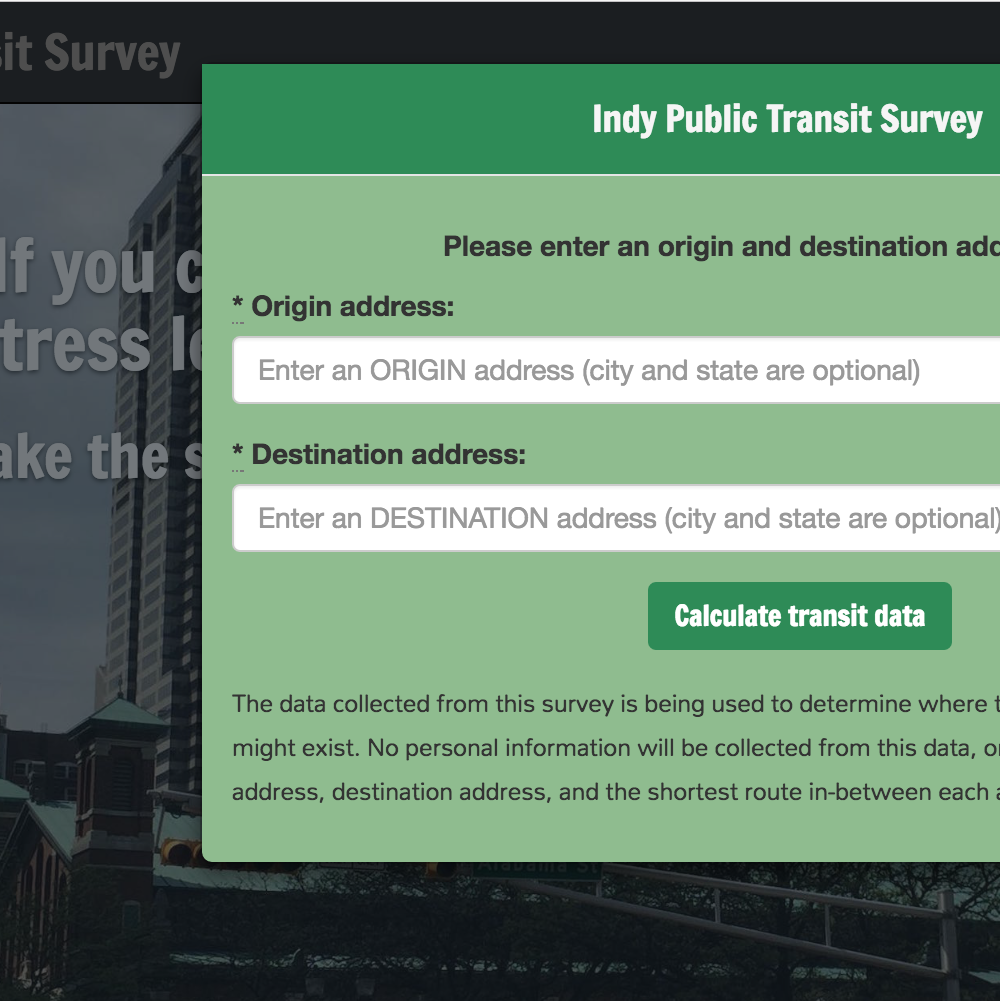 sit Survey
Indy Public Transit Survey
If you c
tress le
ake the s
Please enter an origin and destination add
* Origin address:
Enter an ORIGIN address (city and state are optional)
* Destination address:
Enter an DESTINATION address (city and state are optional)
Calculate transit data
The data collected from this survey is being used to determine where t
might exist. No personal information will be collected from this data, or
address, destination address, and the shortest route in-between each a
Alabama St